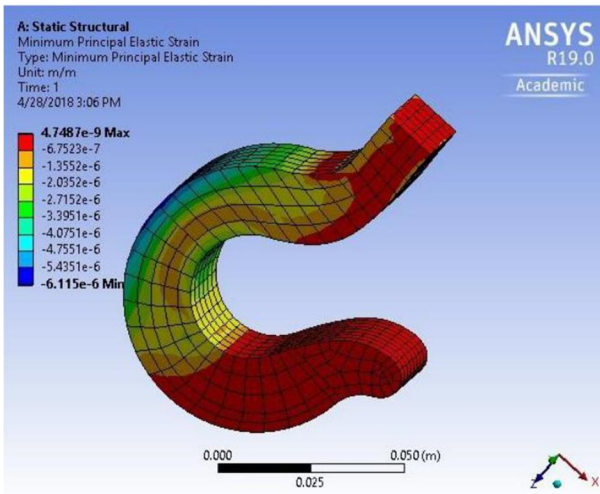 A: Static Structural
Minimum Principal Elastic Strain
Type: Minimum Principal Elastic Strain
Unit: m/m
Time: 1
4/28/2018 3:06 PM
ANSYS
R19.0
Academic
4.7487e-9 Max
-6.7523e-7
-1.3552e-6
-2.0352e-6
-2.7152e-6
-3.3951e-6
-4.0751e-6
-4.7551e-6
-5.4351e-6
-6.115e-6 Min
0.000
0.050 (m)
0.025
Z
X